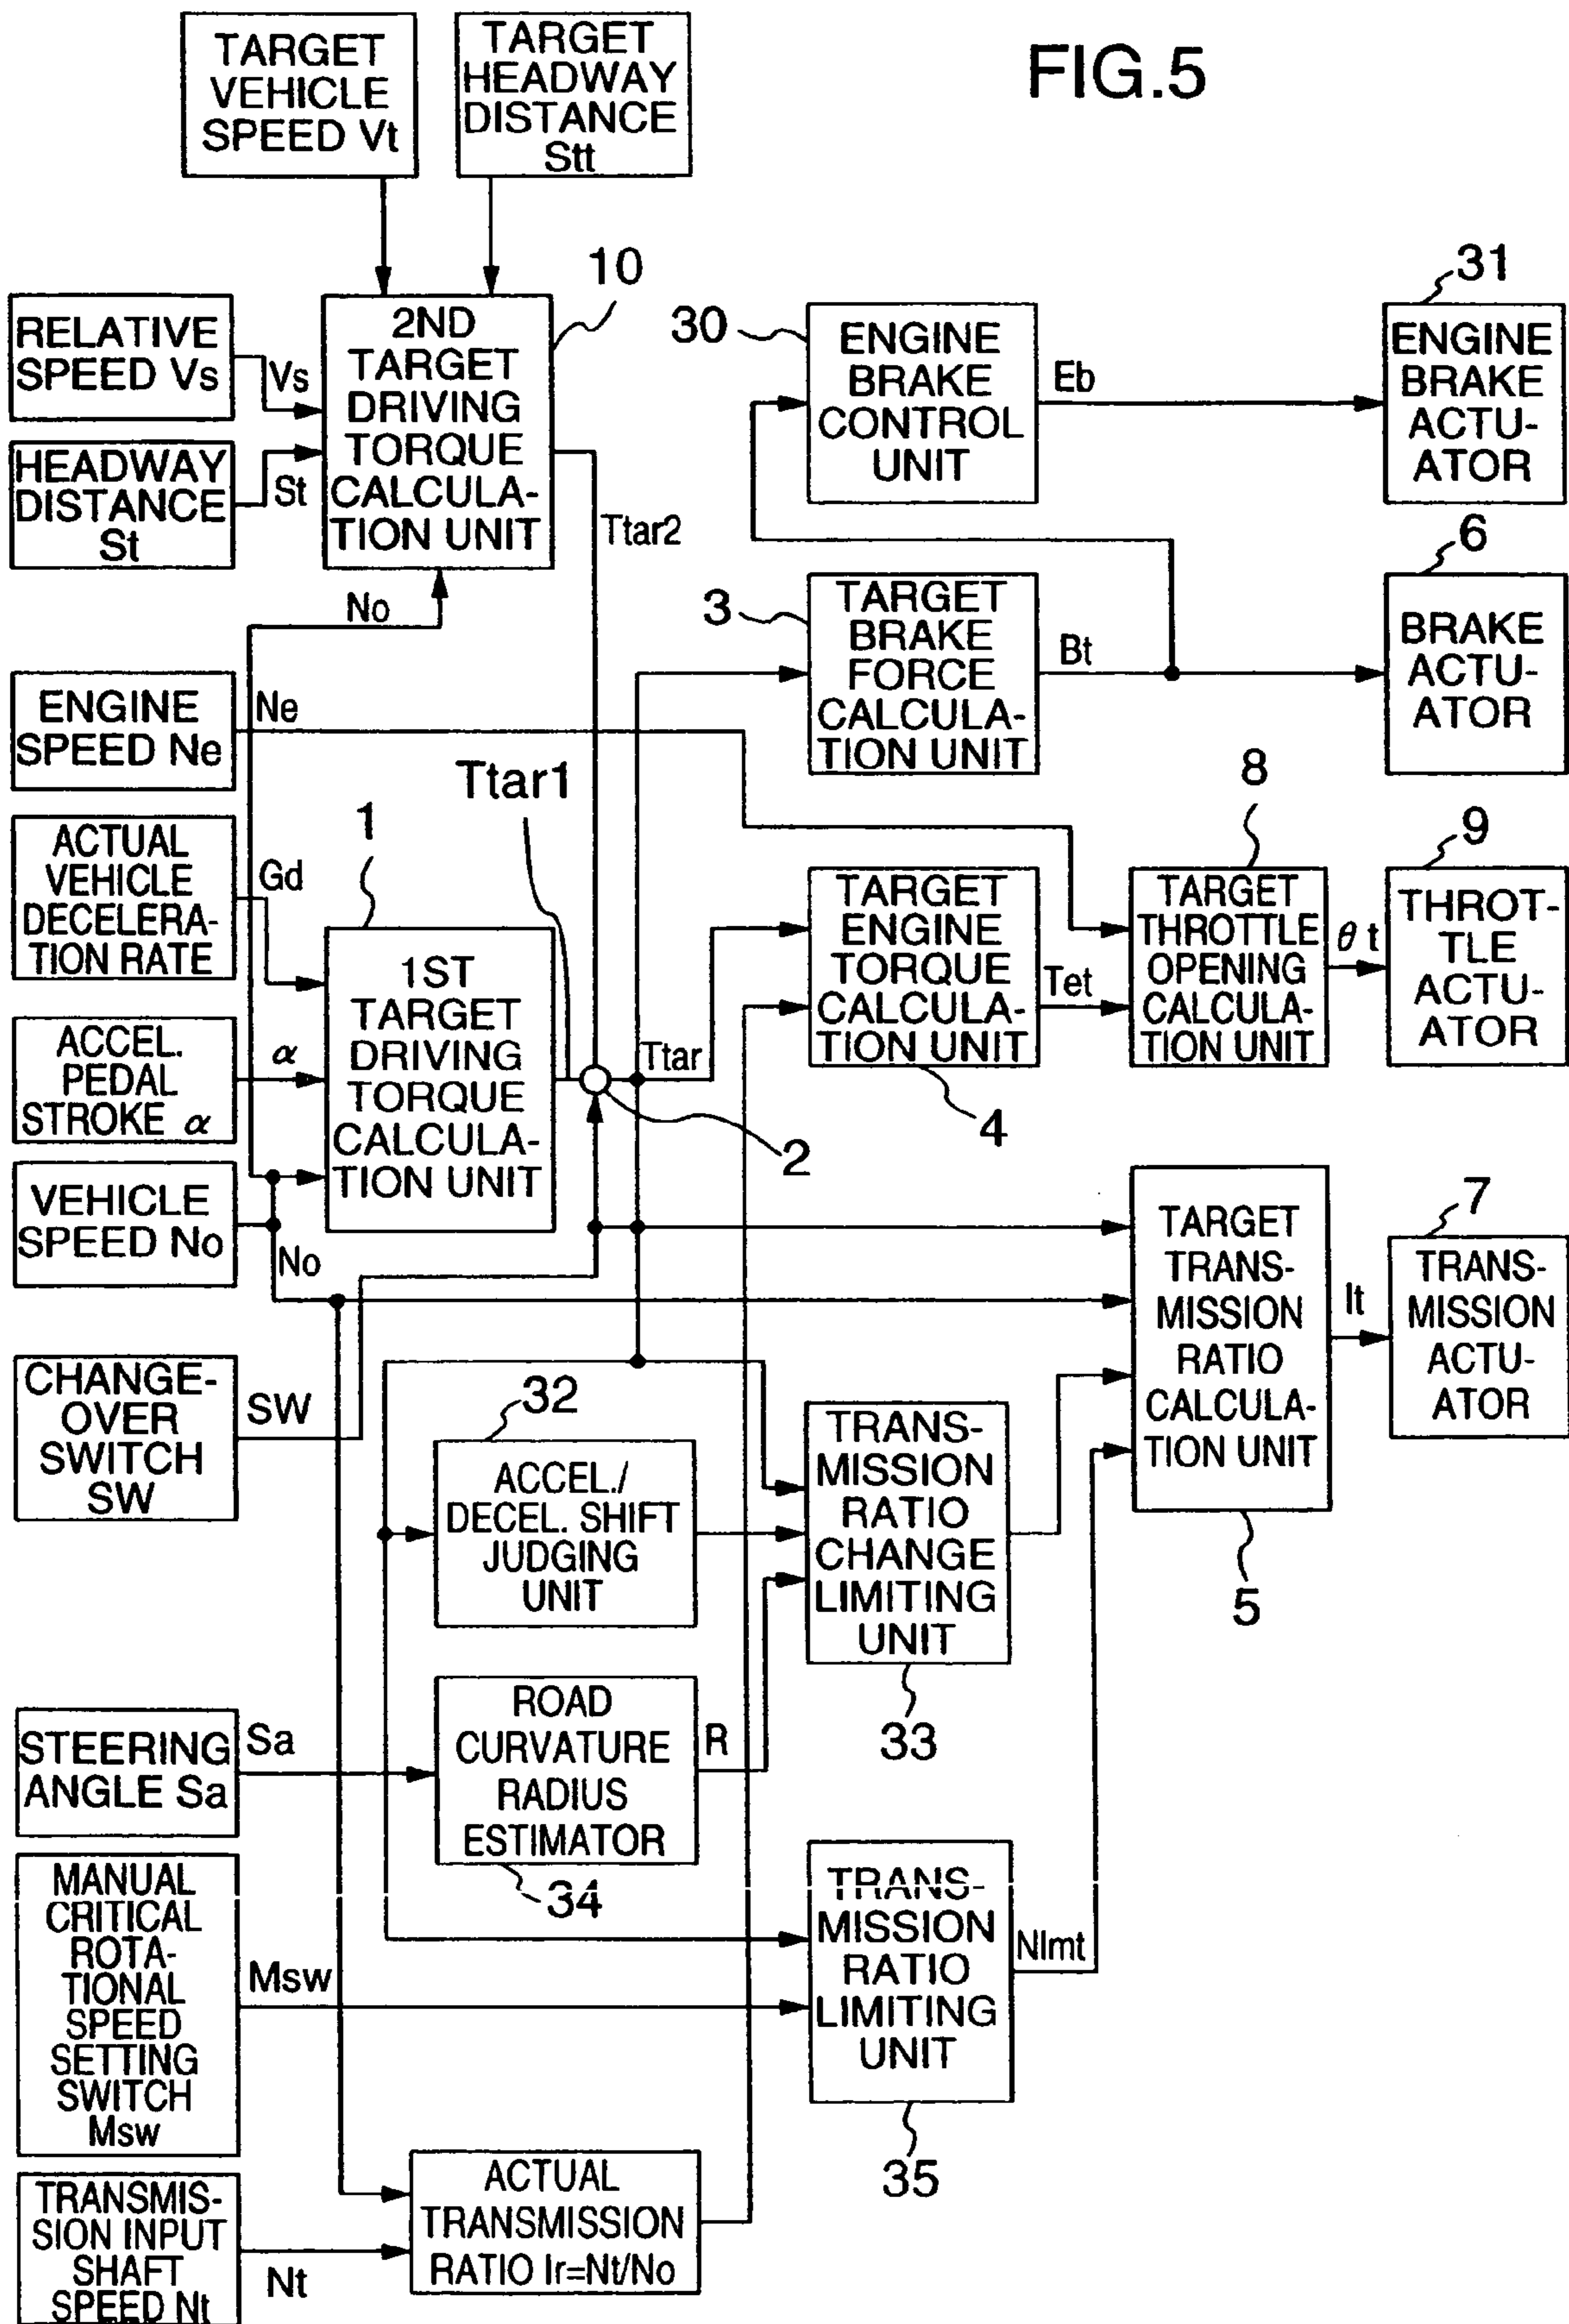 FIG.5
TARGET
VEHICLE
SPEED Vt
TARGET
HEADWAY
DISTANCE
Stt
10
RELATIVE
SPEED Vs
Vs
HEADWAY
DISTANCE
St
St
2ND
TARGET
DRIVING
TORQUE
CALCULA-
TION UNIT
Ttar2
No
30
ENGINE
BRAKE
CONTROL
UNIT
Eb
31
ENGINE
BRAKE
ACTU-
ATOR
3
TARGET
BRAKE
FORCE
CALCULA-
TION UNIT
Bt
6
BRAKE
ACTU-
ATOR
ENGINE
SPEED Ne
Ne
Ttar1
ACTUAL
VEHICLE
DECELERA-
TION RATE
Gd
1
1ST
TARGET
DRIVING
TORQUE
CALCULA-
TION UNIT
ACCEL.
PEDAL
STROKE α
α
VEHICLE
SPEED No
No
Ttar
2
TARGET
ENGINE
TORQUE
CALCULA-
TION UNIT
4
Tet
8
TARGET
THROTTLE
OPENING
CALCULA-
TION UNIT
θ t
9
THROT-
TLE
ACTU-
ATOR
CHANGE-
OVER
SWITCH
SW
SW
TARGET
TRANS-
MISSION
RATIO
CALCULA-
TION UNIT
5
It
7
TRANS-
MISSION
ACTU-
ATOR
32
ACCEL./
DECEL. SHIFT
JUDGING
UNIT
TRANS-
MISSION
RATIO
CHANGE
LIMITING
UNIT
33
STEERING
ANGLE Sa
Sa
ROAD
CURVATURE
RADIUS
ESTIMATOR
34
R
MANUAL
CRITICAL
ROTA-
TIONAL
SPEED
SETTING
SWITCH
Msw
Msw
TRANS-
MISSION
RATIO
LIMITING
UNIT
35
Nlmt
TRANSMIS-
SION INPUT
SHAFT
SPEED Nt
Nt
ACTUAL
TRANSMISSION
RATIO Ir=Nt/No